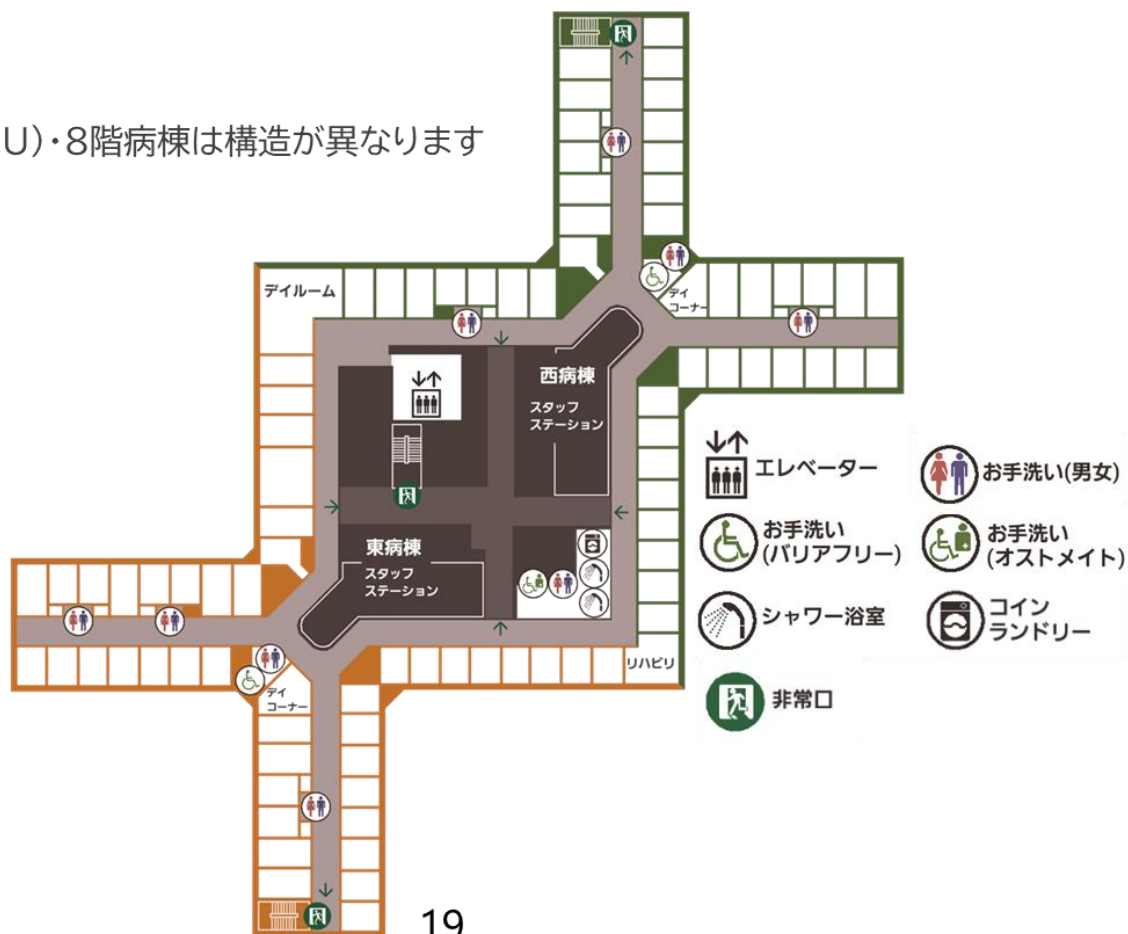 U)・8階病棟は構造が異なります
デイルーム
デイ
コーナー
西病棟
スタッフ
ステーション
東病棟
スタッフ
ステーション
リハビリ
デイ
コーナー
エレベーター
お手洗い(男女)
お手洗い
(バリアフリー)
お手洗い
(オストメイト)
シャワー浴室
コイン
ランドリー
非常口
19